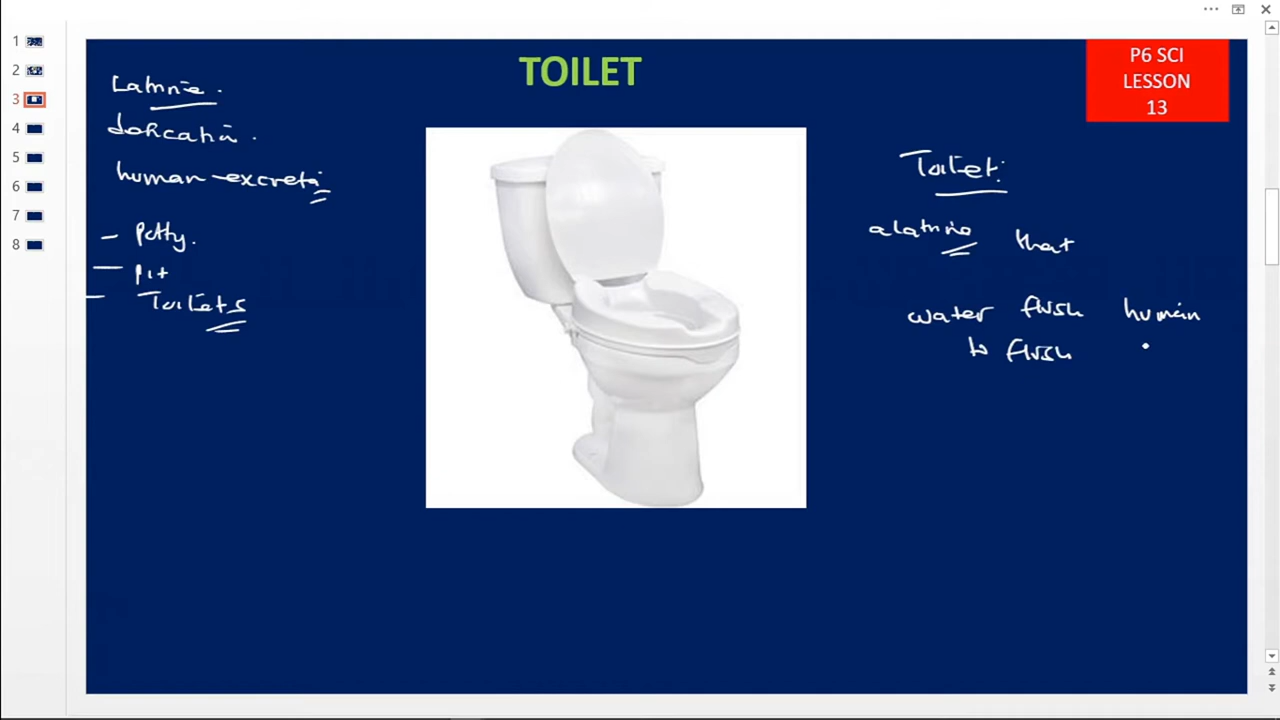 1
2
3
4
5
6
7
8
TOILET
P6 SCI
LESSON
13
Latrine.
human excreta
- Potty.
- pit
- Toilets
Toilet:
a latrine that
water flush human
to flush